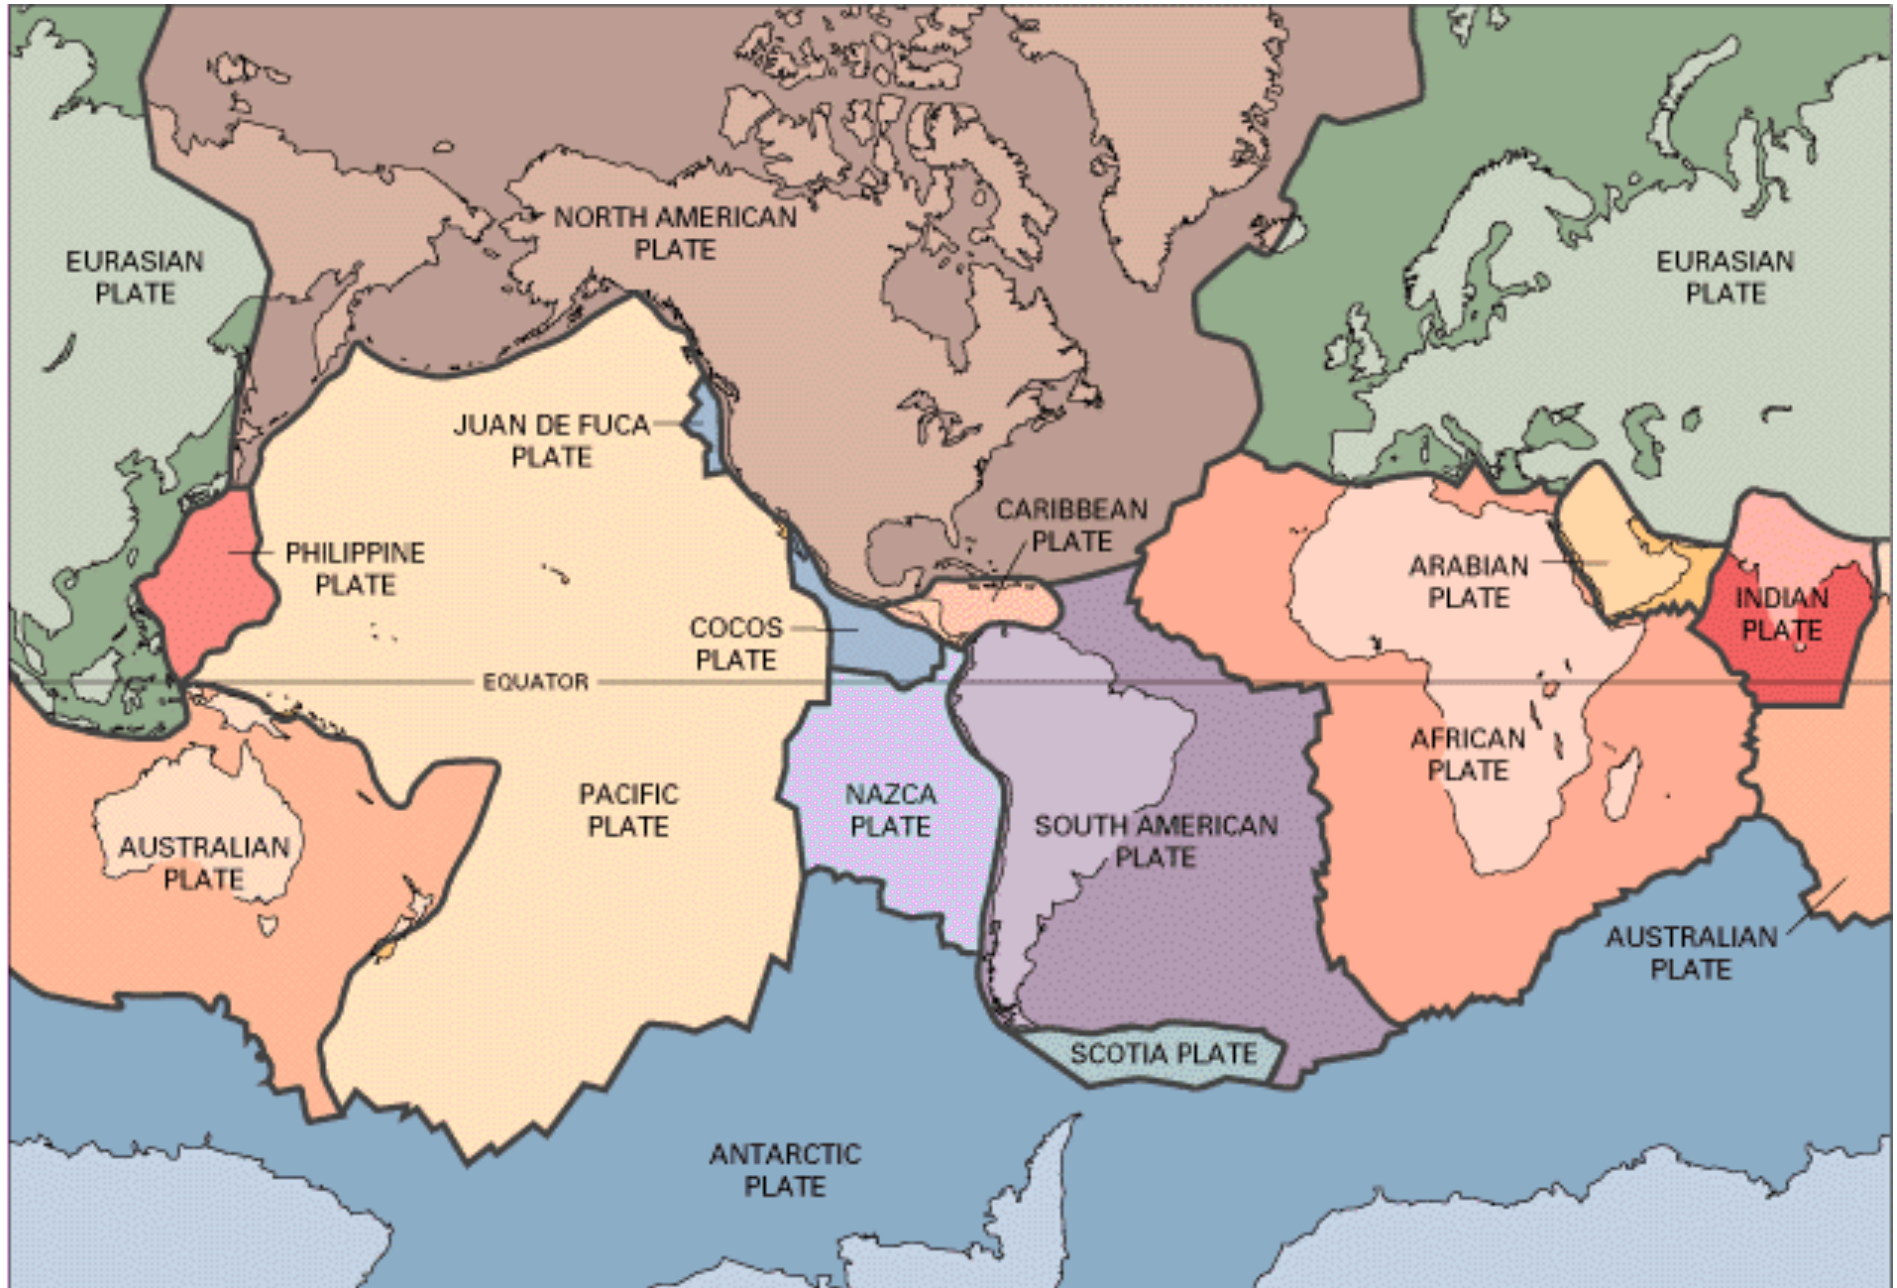 NORTH AMERICAN
PLATE
EURASIAN
PLATE
EURASIAN
PLATE
JUAN DE FUCA
PLATE
CARIBBEAN
PLATE
PHILIPPINE
PLATE
ARABIAN
PLATE
INDIAN
PLATE
COCOS
PLATE
EQUATOR
AFRICAN
PLATE
PACIFIC
PLATE
NAZCA
PLATE
SOUTH AMERICAN
PLATE
AUSTRALIAN
PLATE
AUSTRALIAN
PLATE
SCOTIA PLATE
ANTARCTIC
PLATE